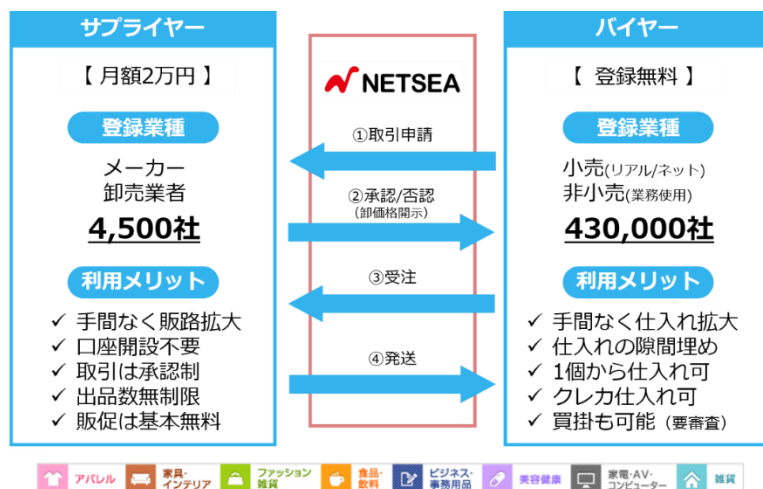 サプライヤー
【 月額2万円 】
登録業種
メーカー
卸売業者
4,500社
利用メリット
✓ 手間なく販路拡大
✓ 口座開設不要
✓ 取引は承認制
✓ 出品数無制限
✓ 販促は基本無料
NETSEA
①取引申請
②承認/否認
(卸価格開示)
③受注
④発送
バイヤー
【 登録無料 】
登録業種
小売(リアル/ネット)
非小売(業務使用)
430,000社
利用メリット
✓ 手間なく仕入れ拡大
✓ 仕入れの隙間埋め
✓ 1個から仕入れ可
✓ クレカ仕入れ可
✓ 買掛も可能（要審査）
アパレル
家具・
インテリア
ファッション
雑貨
食品・
飲料
ビジネス・
事務用品
美容健康
家電・AV・
コンピューター
雑貨